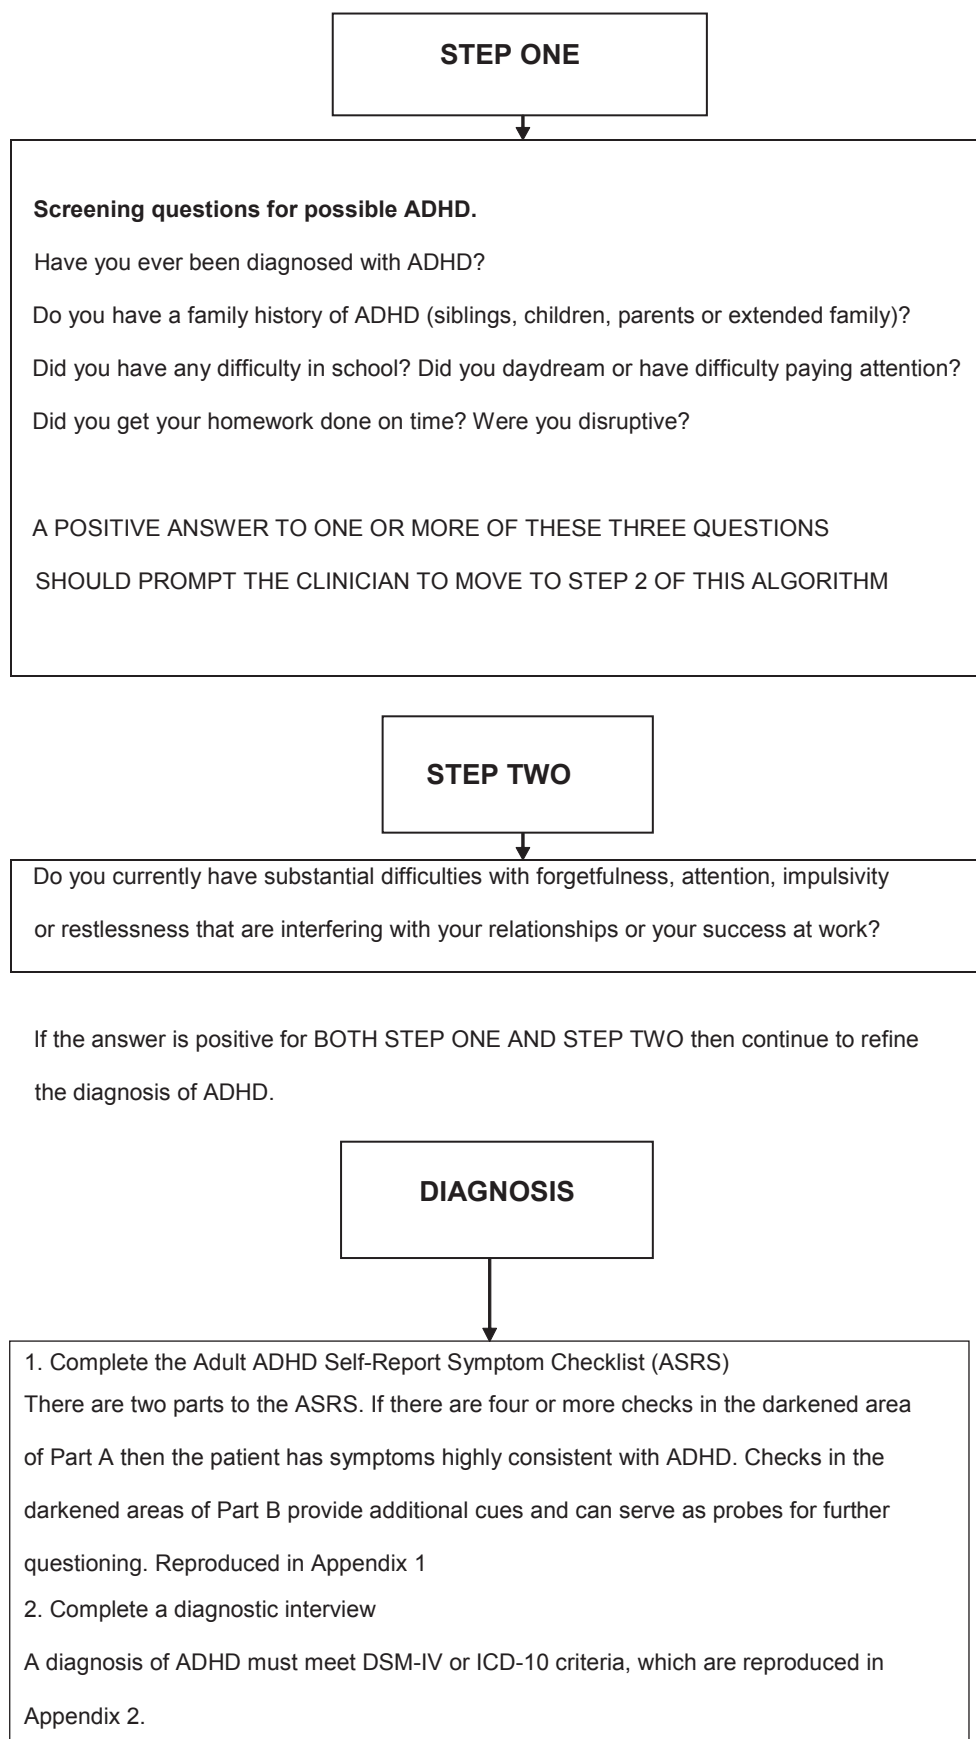 STEP ONE
Screening questions for possible ADHD.
Have you ever been diagnosed with ADHD?
Do you have a family history of ADHD (siblings, children, parents or extended family)?
Did you have any difficulty in school? Did you daydream or have difficulty paying attention?
Did you get your homework done on time? Were you disruptive?
A POSITIVE ANSWER TO ONE OR MORE OF THESE THREE QUESTIONS
SHOULD PROMPT THE CLINICIAN TO MOVE TO STEP 2 OF THIS ALGORITHM
STEP TWO
Do you currently have substantial difficulties with forgetfulness, attention, impulsivity
or restlessness that are interfering with your relationships or your success at work?
If the answer is positive for BOTH STEP ONE AND STEP TWO then continue to refine
the diagnosis of ADHD.
DIAGNOSIS
1. Complete the Adult ADHD Self-Report Symptom Checklist (ASRS)
There are two parts to the ASRS. If there are four or more checks in the darkened area
of Part A then the patient has symptoms highly consistent with ADHD. Checks in the
darkened areas of Part B provide additional cues and can serve as probes for further
questioning. Reproduced in Appendix 1
2. Complete a diagnostic interview
A diagnosis of ADHD must meet DSM-IV or ICD-10 criteria, which are reproduced in
Appendix 2.